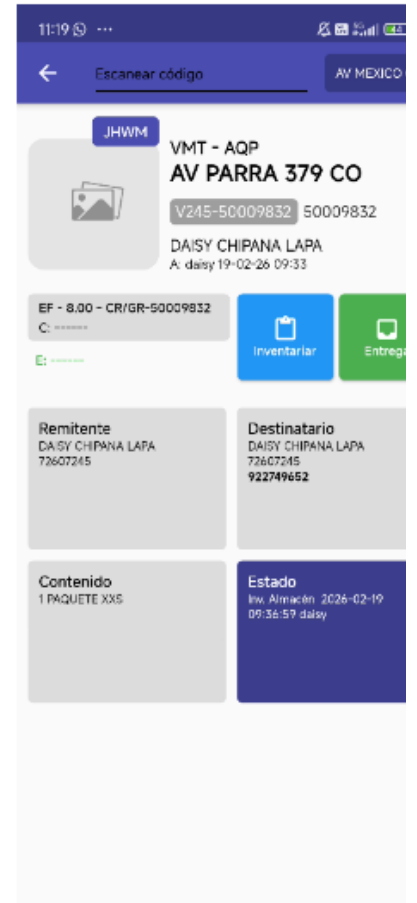 11:19
Escanear código
AV MEXICO
JHWM
VMT - AQP
AV PARRA 379 CO
V245-50009832 50009832
DAISY CHIPANA LAPA
A: daisy 19-02-26 09:33
EF - 8.00 - CR/GR-50009832
C: ------
E: ------
Inventariar
Entrega
Remitente
DAISY CHIPANA LAPA
72607245
Destinatario
DAISY CHIPANA LAPA
72607245
922749652
Contenido
1 PAQUETE XXS
Estado
Inv. Almacén 2026-02-19
09:36:59 daisy